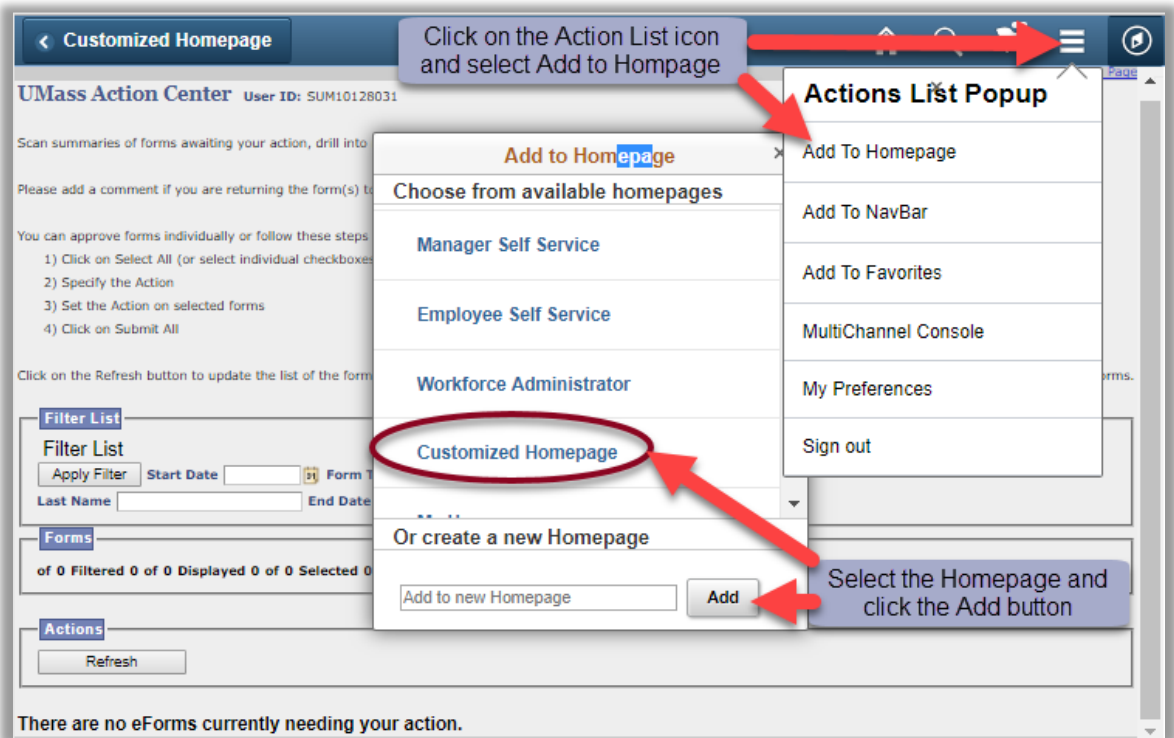 Customized Homepage
Click on the Action List icon
and select Add to Hompage
Page
UMass Action Center User ID: SUM10128031
Actions List Popup
Add To Homepage
Add To NavBar
Add To Favorites
MultiChannel Console
My Preferences
Sign out
Scan summaries of forms awaiting your action, drill into
Please add a comment if you are returning the form(s)
You can approve forms individually or follow these steps
1) Click on Select All (or select individual checkboxes
2) Specify the Action
3) Set the Action on selected forms
4) Click on Submit All
Click on the Refresh button to update the list of the form
Add to Homepage
Choose from available homepages
Manager Self Service
Employee Self Service
Workforce Administrator
Customized Homepage
Or create a new Homepage
Add to new Homepage
Add
Select the Homepage and
click the Add button
Filter List
Filter List
Apply Filter Start Date 31 Form
Last Name End Date
Forms
of 0 Filtered 0 of 0 Displayed 0 of 0 Selected 0
Actions
Refresh
There are no eForms currently needing your action.